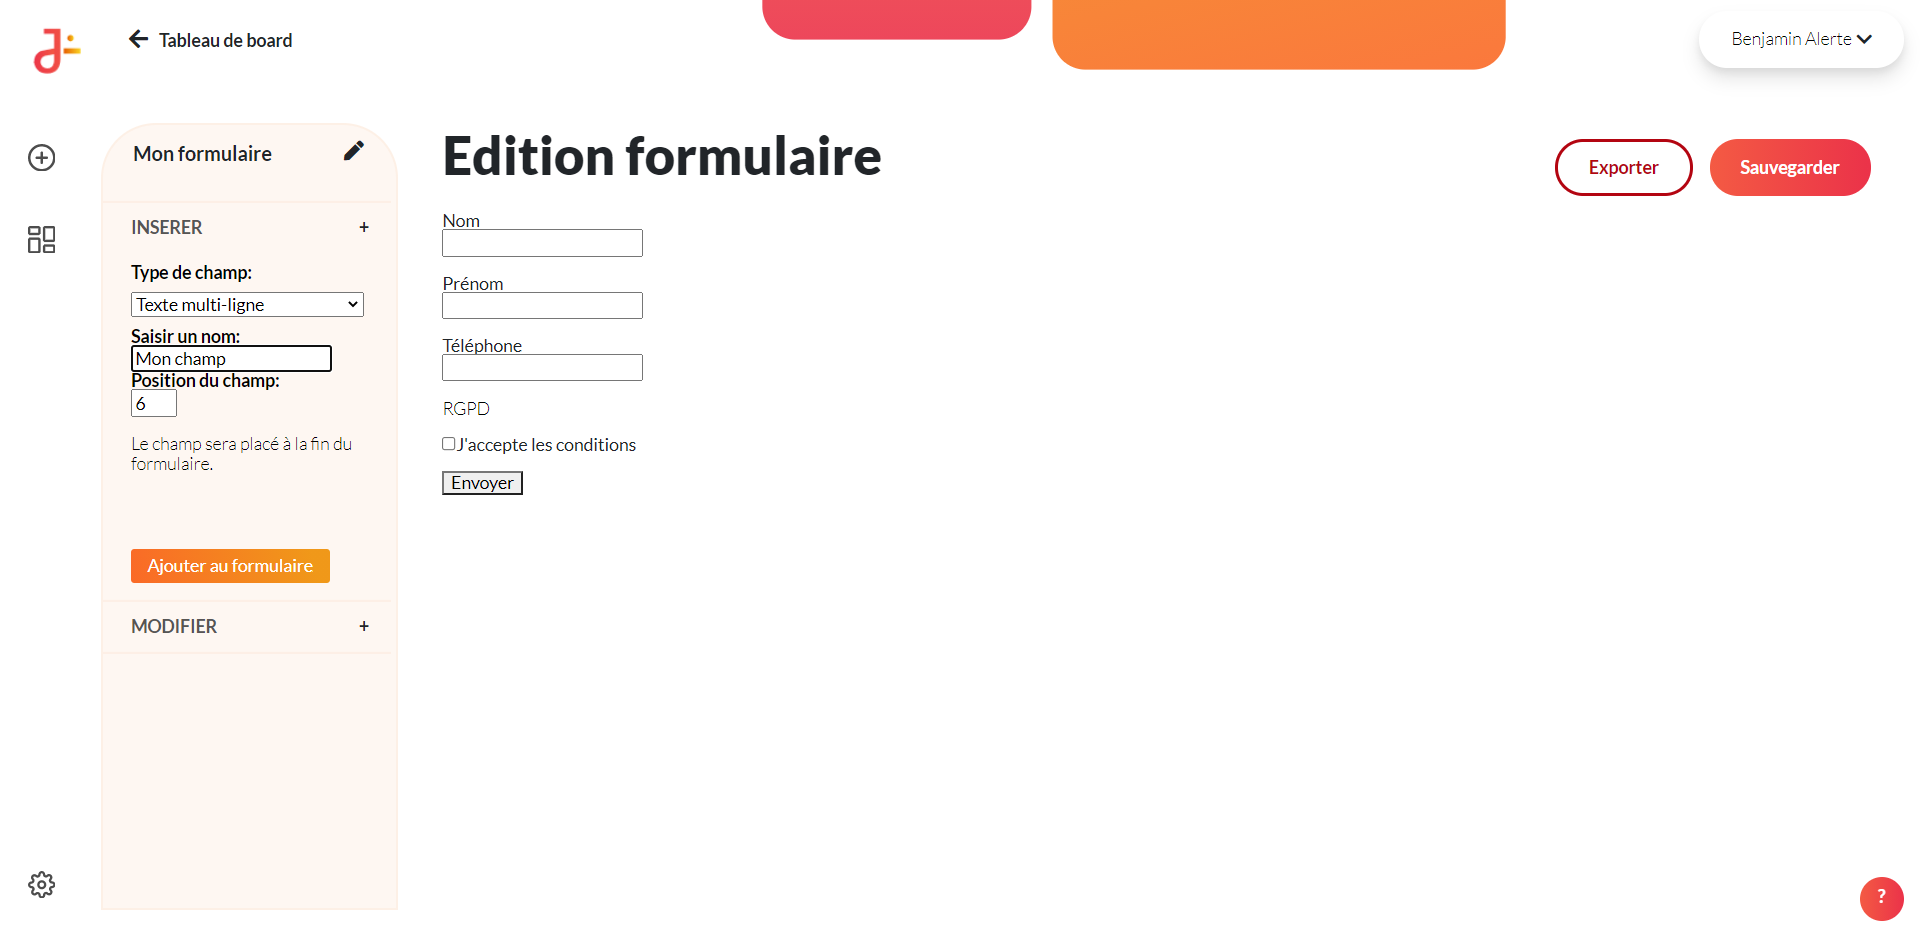 Tableau de board
Benjamin Alerte
Mon formulaire
INSERER +
Type de champ:
Texte multi-ligne
Saisir un nom:
Mon champ
Position du champ:
6
Le champ sera placé à la fin du
formulaire.
Ajouter au formulaire
MODIFIER +
Edition formulaire
Exporter
Sauvegarder
Nom
Prénom
Téléphone
RGPD
J'accepte les conditions
Envoyer
?